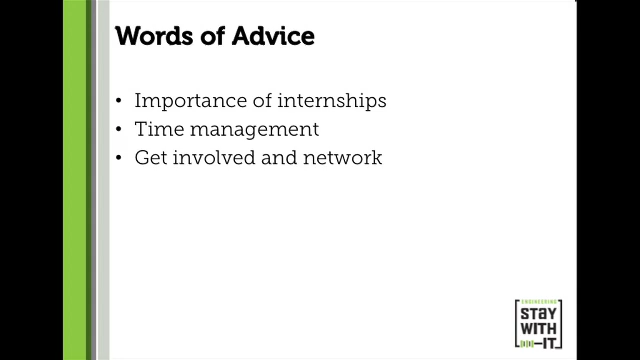 Words of Advice
• Importance of internships
• Time management
• Get involved and network
ENGINEERING
STAY
WITH
IT